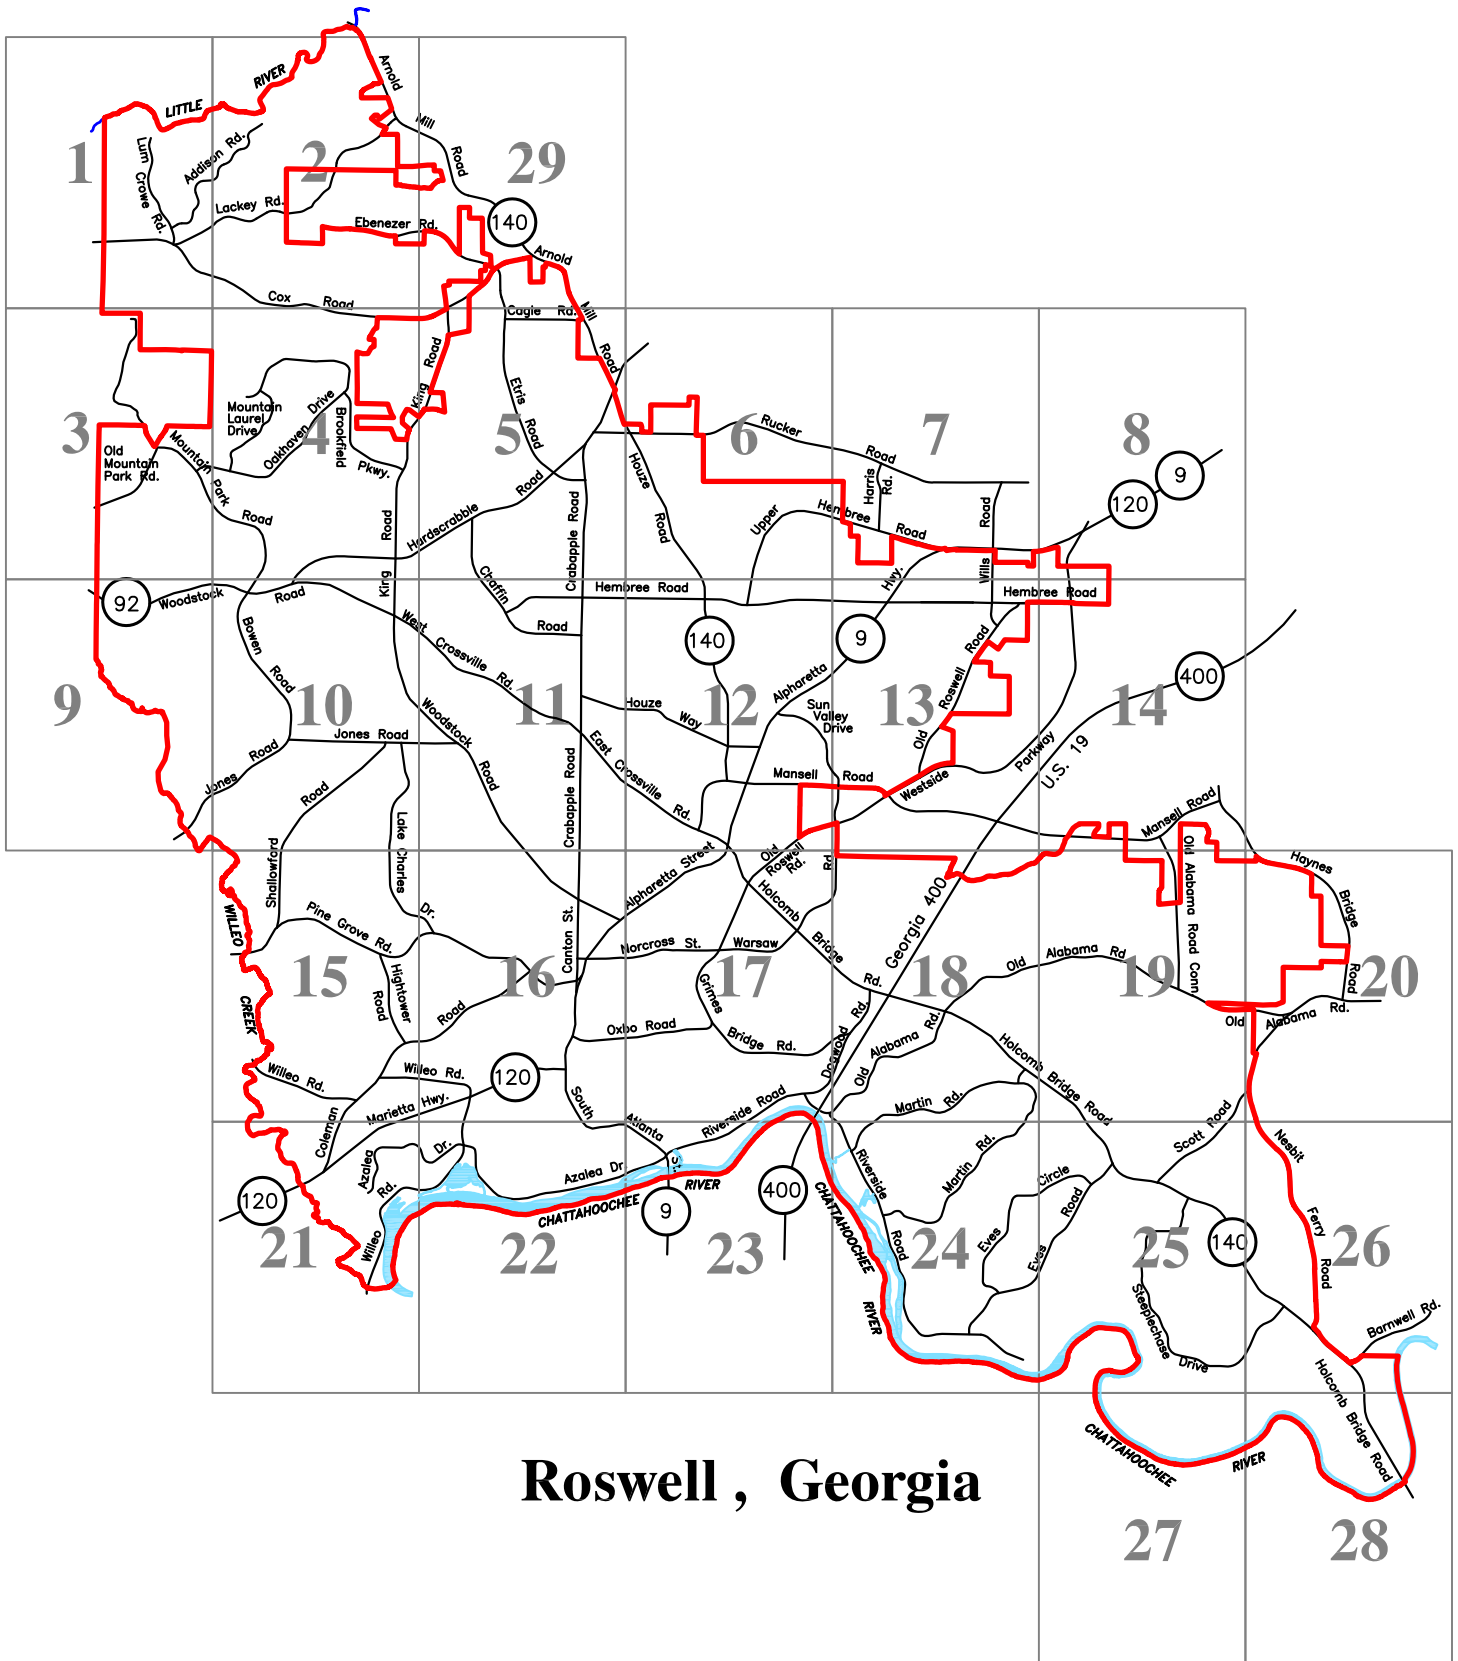 LITTLE RIVER
Arnold Mill Road
1
2
29
Lum Crowe Rd.
Addison Rd.
Lackey Rd.
Ebenezer Rd.
140
Arnold Mill Road
Cox Road
Cagle Rd.
King Road
Etris Road
Mountain
Laurel
Drive
Oakhaven Drive
Brookfield Pkwy.
3
4
5
6
7
8
Old
Mountain
Park Rd.
Mountain Park Road
Rucker Road
Harris Rd.
Houze Road
Upper Hembree Road
9
120
Hardscrabble Road
King Road
Crabapple Road
Chaffin Road
Hembree Road
Hwy.
Wills Road
Hembree Road
92
Woodstock Road
Bowen Road
West Crossville Rd.
140
9
Alpharetta
Old Roswell Road
400
9
10
11
12
13
14
Houze Way
Sun
Valley
Drive
Woodstock Road
Jones Road
Jones Road
East Crossville Rd.
Mansell Road
Westside Parkway
U.S. 19
Road
Shallowford
Lake Charles Dr.
Crabapple Road
Mansell Road
Alpharetta Street
Old
Roswell
Rd.
Rd.
Old Alabama Road Conn
Haynes Bridge Road
Georgia 400
WILLEO CREEK
Pine Grove Rd.
Canton St.
Norcross St.
Warsaw
Holcomb Bridge Rd.
Old Alabama Rd
15
16
17
18
19
20
Hightower Road
Road
Grimes Bridge Rd.
Oxbo Road
Dogwood Rd.
Old Alabama Rd.
Old Alabama Rd.
Willeo Rd.
Willeo Rd.
120
Marietta Hwy.
Coleman
South Atlanta St.
Riverside Road
Martin Rd.
Holcomb Bridge Road
Scott Road
Azalea Dr.
Azalea Dr
Martin Rd.
Nesbit Ferry Road
120
Willeo Rd.
CHATTAHOOCHEE RIVER
9
400
CHATTAHOOCHEE RIVER
Riverside Road
Eves Circle
Eves Road
140
21
22
23
24
25
26
Steeplechase Drive
Barnwell Rd.
Holcomb Bridge Road
CHATTAHOOCHEE RIVER
Roswell , Georgia
27
28